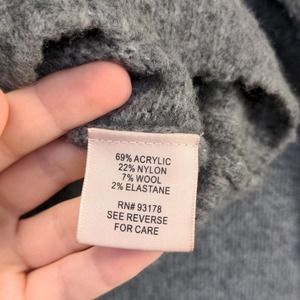 69% ACRYLIC
22% NYLON
7% WOOL
2% ELASTANE
RN# 93178
SEE REVERSE
FOR CARE